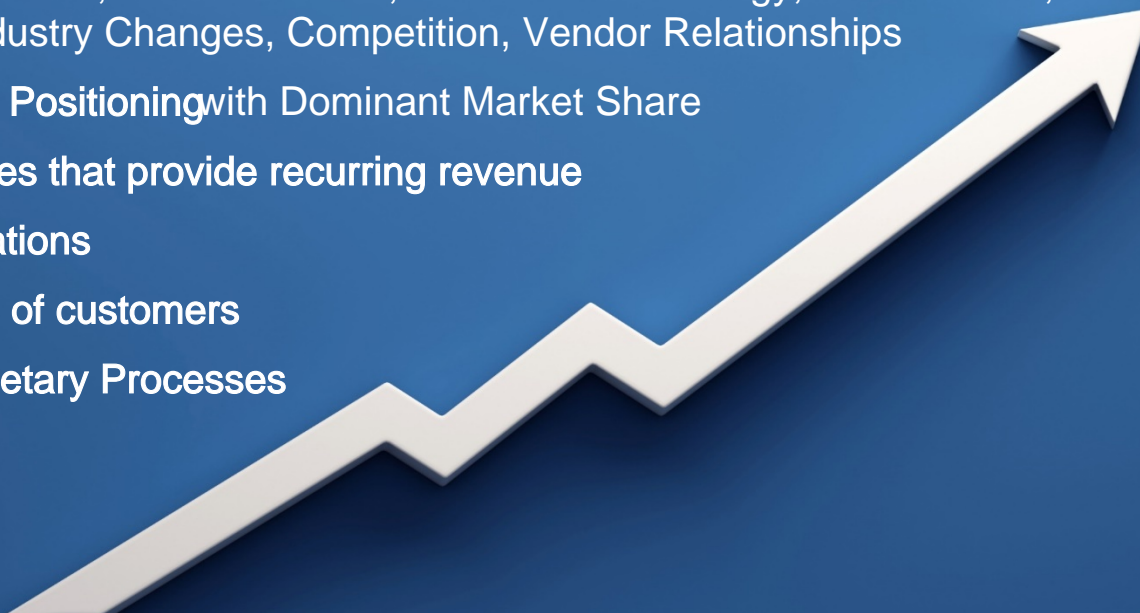 dustry Changes, Competition, Vendor Relationships
Positioningwith Dominant Market Share
es that provide recurring revenue
ations
of customers
etary Processes